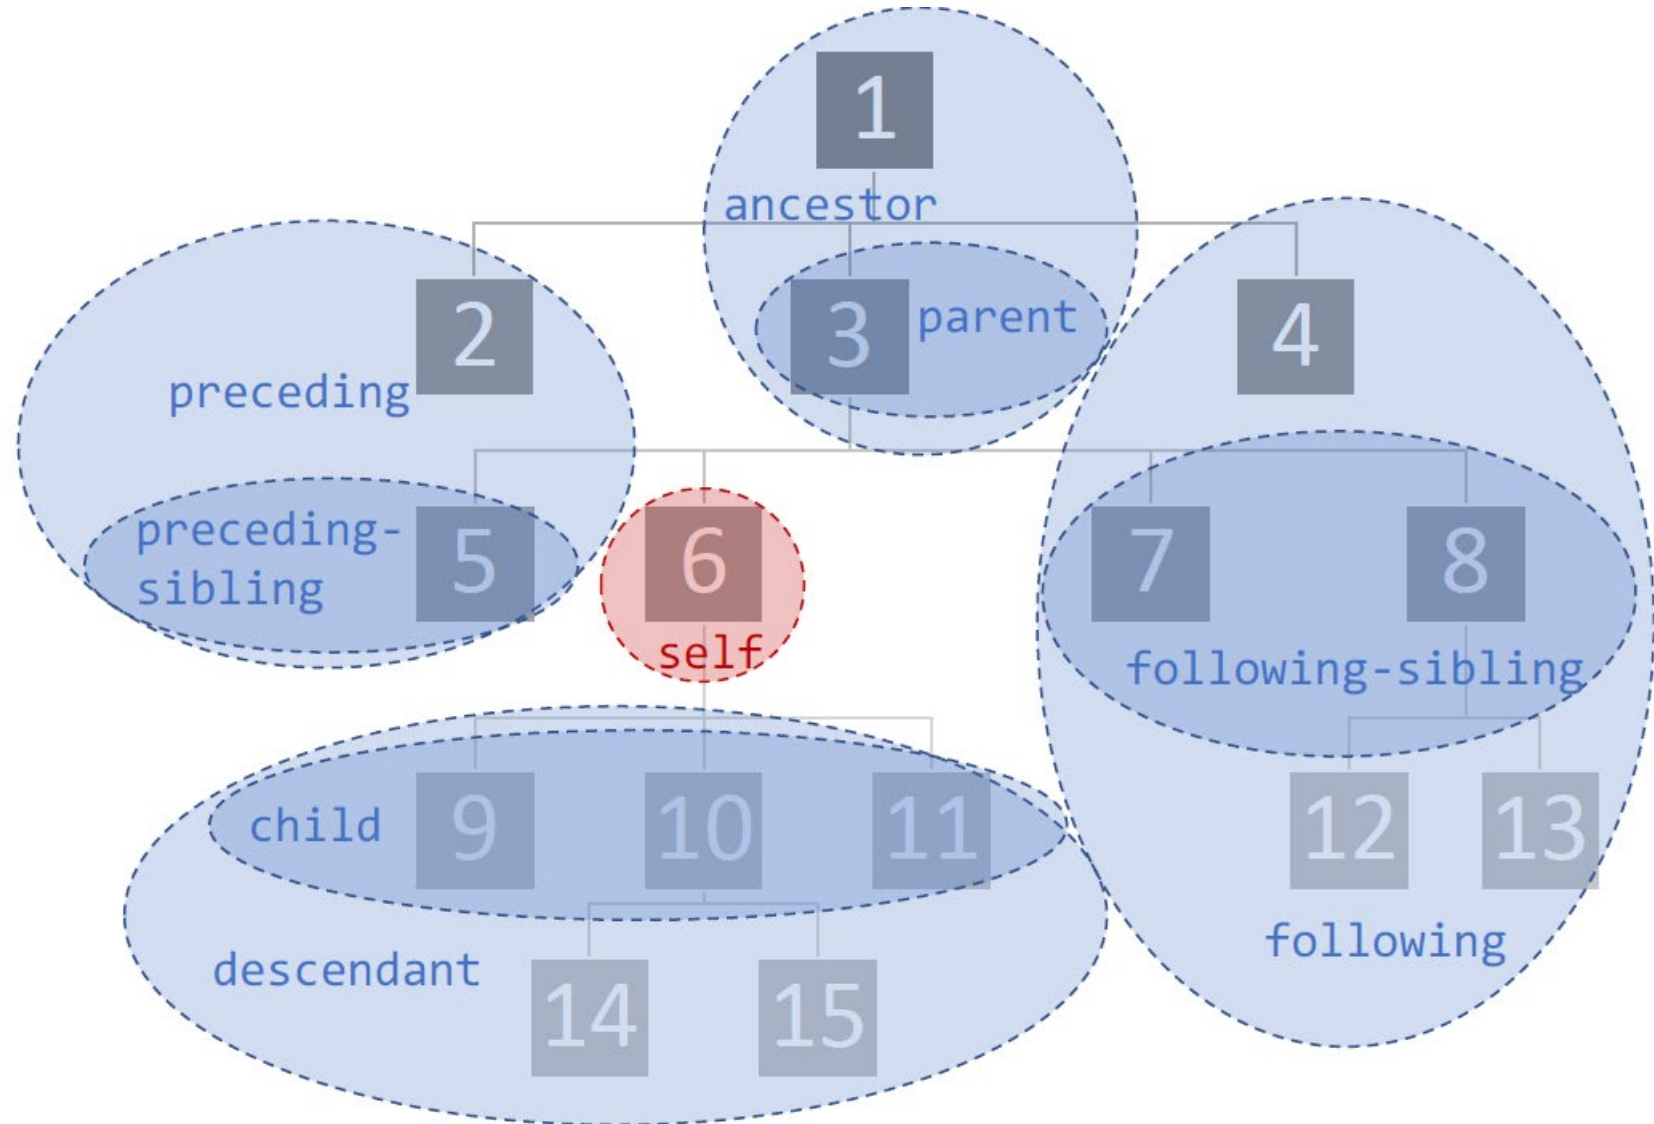 1
ancestor
2
3
parent
4
preceding
preceding-
sibling
5
6
self
7
8
following-sibling
child
9
10
11
12
13
descendant
following
14
15